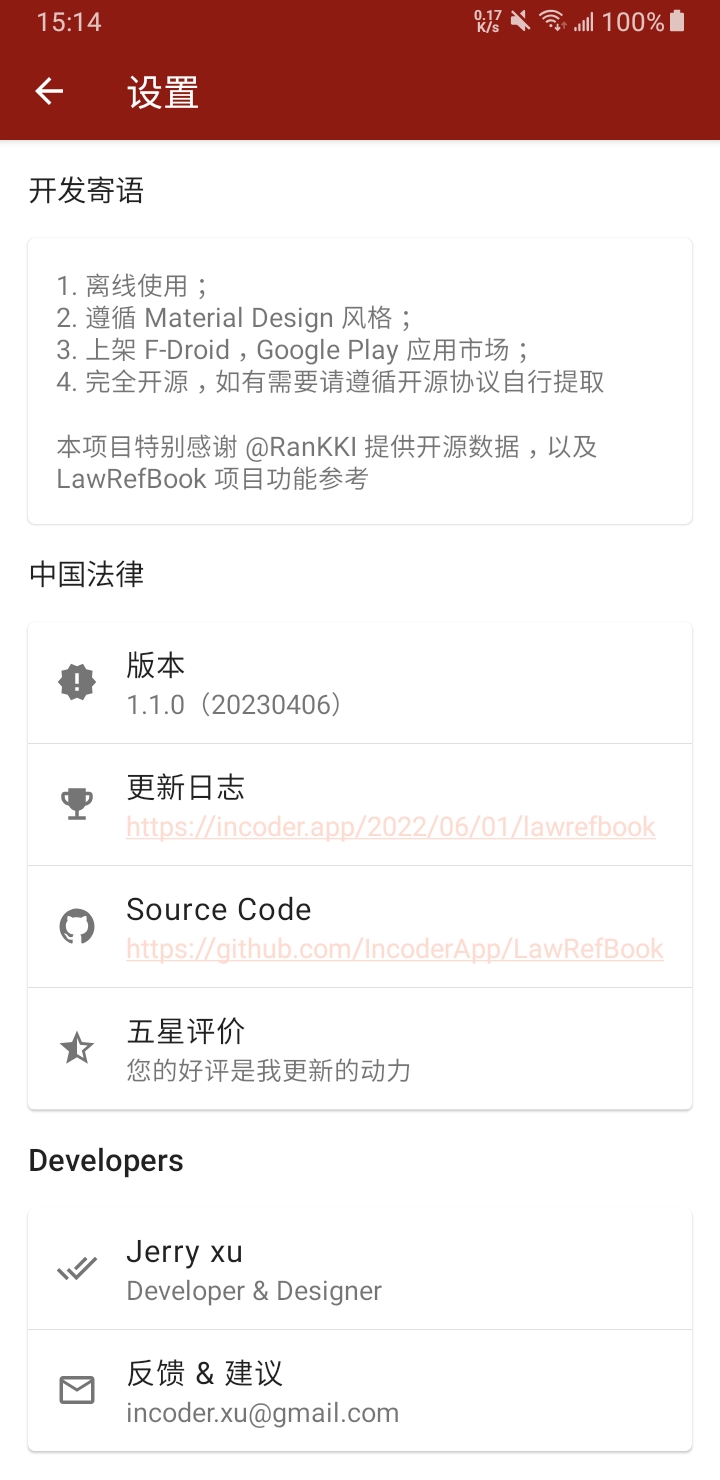 15:14
0.17
K/s
100%
设置
开发寄语
1. 离线使用；
2. 遵循 Material Design 风格；
3. 上架 F-Droid，Google Play 应用市场；
4. 完全开源，如有需要请遵循开源协议自行提取
本项目特别感谢 @RanKKI 提供开源数据，以及
LawRefBook 项目功能参考
中国法律
版本
1.1.0（20230406）
更新日志
https://incoder.app/2022/06/01/lawrefbook
Source Code
https://github.com/IncoderApp/LawRefBook
五星评价
您的好评是我更新的动力
Developers
Jerry xu
Developer & Designer
反馈 & 建议
incoder.xu@gmail.com